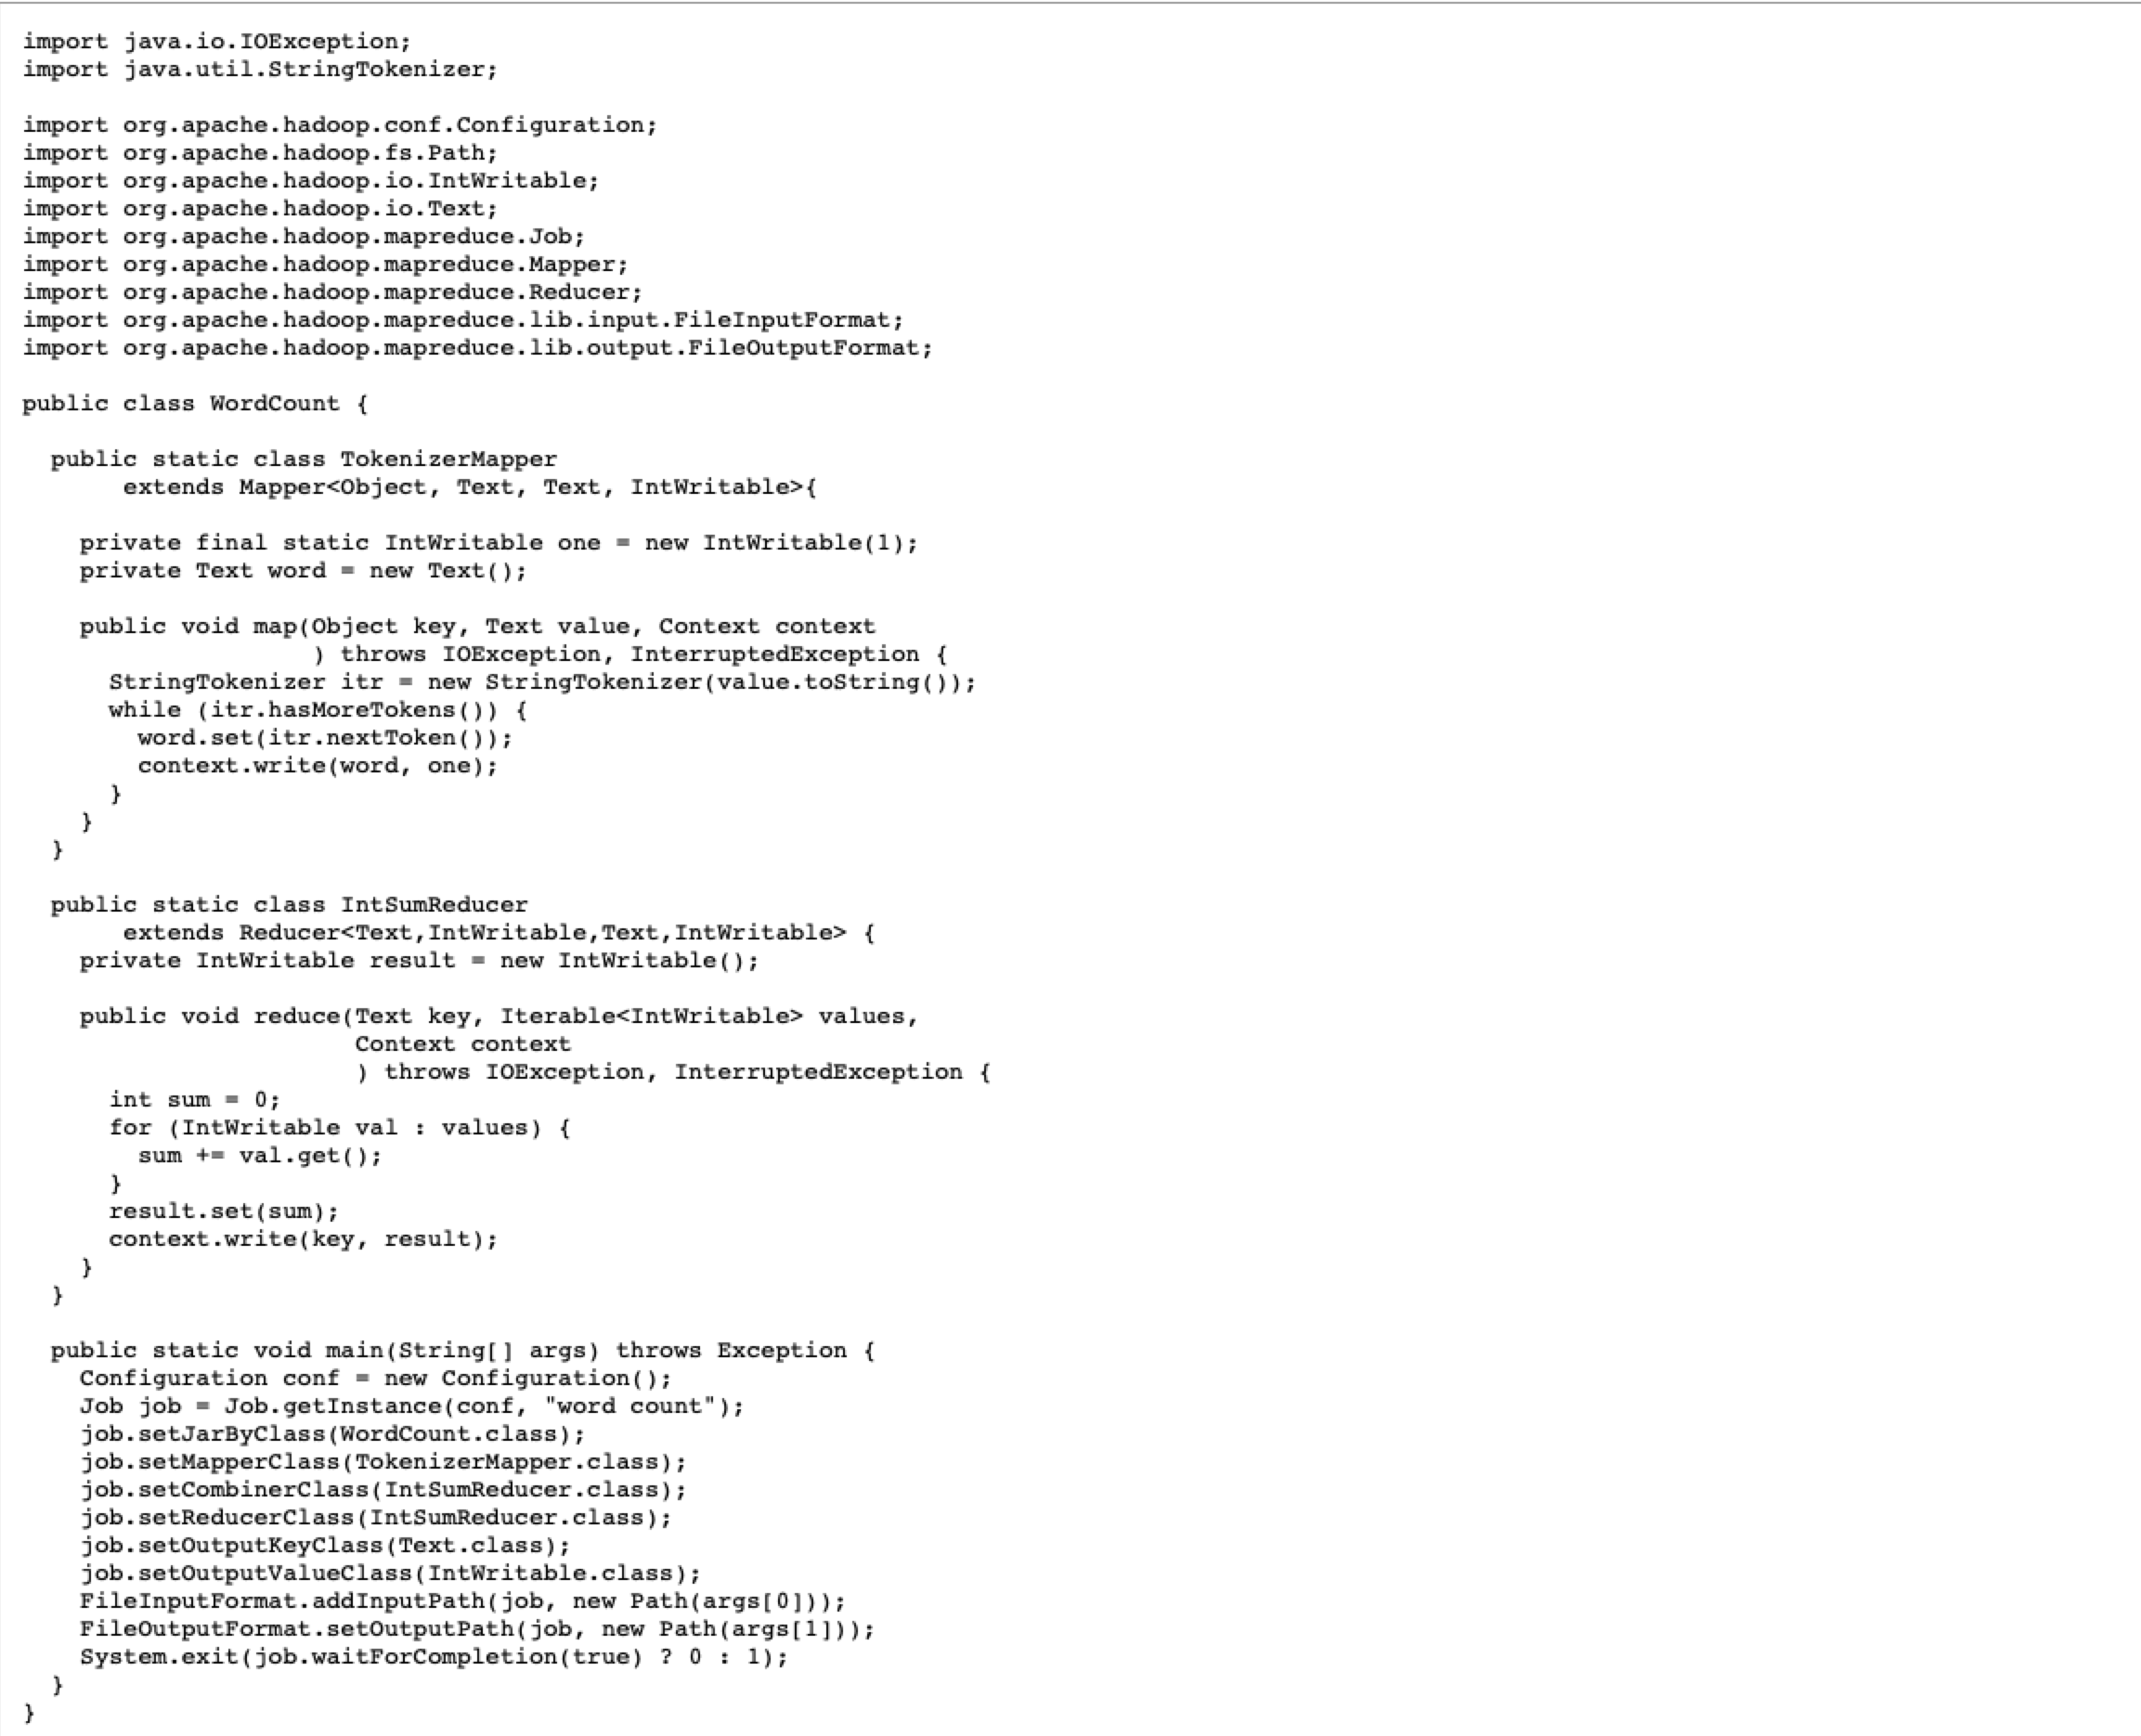 import java.io.IOException;
import java.util.StringTokenizer;

import org.apache.hadoop.conf.Configuration;
import org.apache.hadoop.fs.Path;
import org.apache.hadoop.io.IntWritable;
import org.apache.hadoop.io.Text;
import org.apache.hadoop.mapreduce.Job;
import org.apache.hadoop.mapreduce.Mapper;
import org.apache.hadoop.mapreduce.Reducer;
import org.apache.hadoop.mapreduce.lib.input.FileInputFormat;
import org.apache.hadoop.mapreduce.lib.output.FileOutputFormat;

public class WordCount {

  public static class TokenizerMapper
       extends Mapper<Object, Text, Text, IntWritable>{

    private final static IntWritable one = new IntWritable(1);
    private Text word = new Text();

    public void map(Object key, Text value, Context context
                    ) throws IOException, InterruptedException {
      StringTokenizer itr = new StringTokenizer(value.toString());
      while (itr.hasMoreTokens()) {
        word.set(itr.nextToken());
        context.write(word, one);
      }
    }
  }

  public static class IntSumReducer
       extends Reducer<Text,IntWritable,Text,IntWritable> {
    private IntWritable result = new IntWritable();

    public void reduce(Text key, Iterable<IntWritable> values,
                       Context context
                       ) throws IOException, InterruptedException {
      int sum = 0;
      for (IntWritable val : values) {
        sum += val.get();
      }
      result.set(sum);
      context.write(key, result);
    }
  }

  public static void main(String[] args) throws Exception {
    Configuration conf = new Configuration();
    Job job = Job.getInstance(conf, "word count");
    job.setJarByClass(WordCount.class);
    job.setMapperClass(TokenizerMapper.class);
    job.setCombinerClass(IntSumReducer.class);
    job.setReducerClass(IntSumReducer.class);
    job.setOutputKeyClass(Text.class);
    job.setOutputValueClass(IntWritable.class);
    FileInputFormat.addInputPath(job, new Path(args[0]));
    FileOutputFormat.setOutputPath(job, new Path(args[1]));
    System.exit(job.waitForCompletion(true) ? 0 : 1);
  }
}